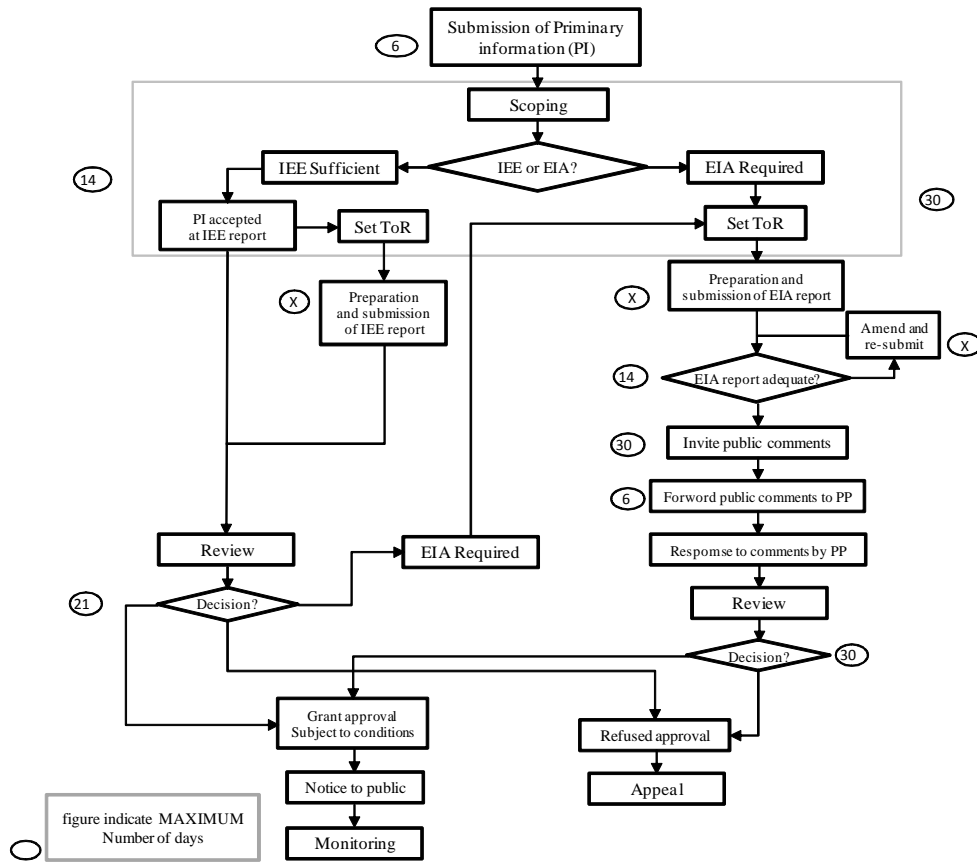 Submission of Priminary
information (PI)
6
Scoping
IEE Sufficient
IEE or EIA?
EIA Required
14
30
PI accepted
at IEE report
Set ToR
Set ToR
X
Preparation
and submission
of IEE report
X
Preparation and
submission of EIA report
Amend and
re-submit
X
14
EIA report adequate?
30
Invite public comments
6
Forword public comments to PP
Review
EIA Required
Respornse to comments by PP
21
Decision?
Review
Decision?
30
Grant approval
Subject to conditions
Refused approval
Notice to public
Appeal
Monitoring
figure indicate MAXIMUM
Number of days